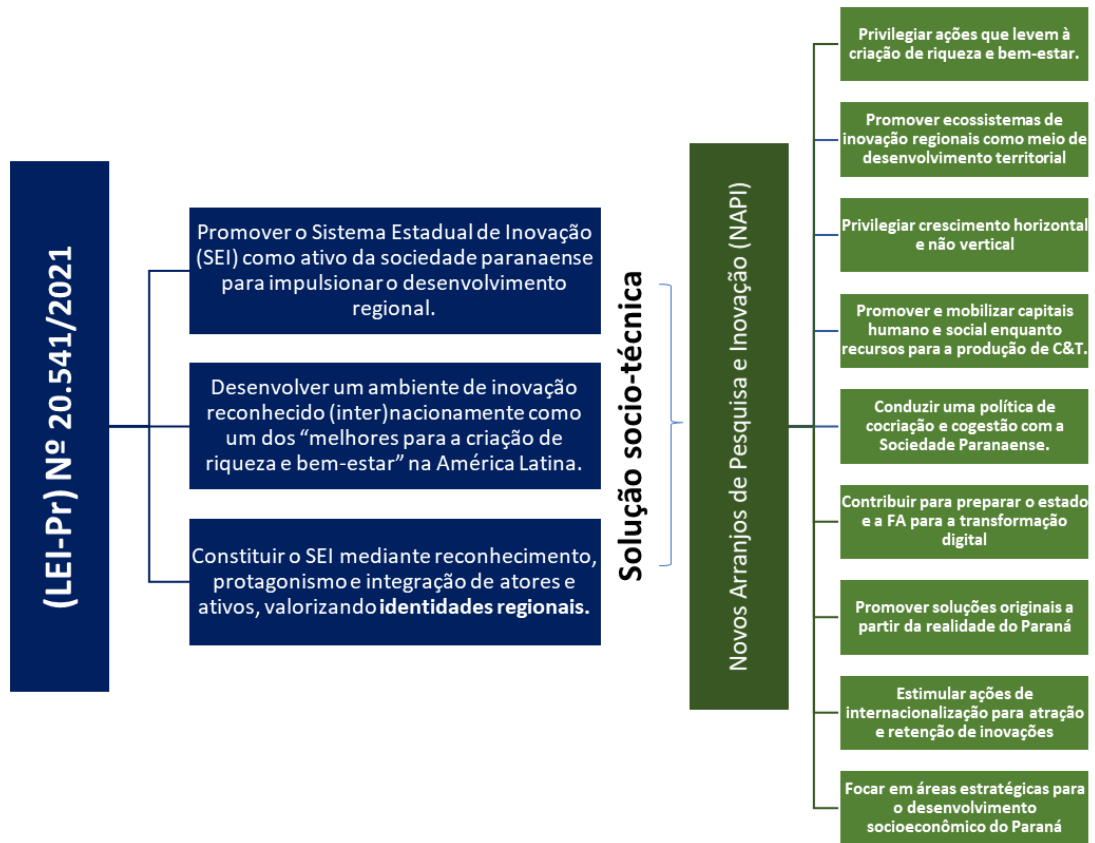 (LEI-Pr) Nº 20.541/2021
Promover o Sistema Estadual de Inovação
(SEI) como ativo da sociedade paranaense
para impulsionar o desenvolvimento
regional.
Desenvolver um ambiente de inovação
reconhecido (inter)nacionamente como
um dos “melhores para a criação de
riqueza e bem-estar” na América Latina.
Constituir o SEI mediante reconhecimento,
protagonismo e integração de atores e
ativos, valorizando identidades regionais.
Solução socio-técnica
Novos Arranjos de Pesquisa e Inovação (NAPI)
Privilegiar ações que levem à
criação de riqueza e bem-estar.
Promover ecossistemas de
inovação regionais como meio de
desenvolvimento territorial
Privilegiar crescimento horizontal
e não vertical
Promover e mobilizar capitais
humano e social enquanto
recursos para a produção de C&T.
Conduzir uma política de
cocriação e cogestão com a
Sociedade Paranaense.
Contribuir para preparar o estado
e a FA para a transformação
digital
Promover soluções originais a
partir da realidade do Paraná
Estimular ações de
internacionalização para atração
e retenção de inovações
Focar em áreas estratégicas para
o desenvolvimento
socioeconômico do Paraná